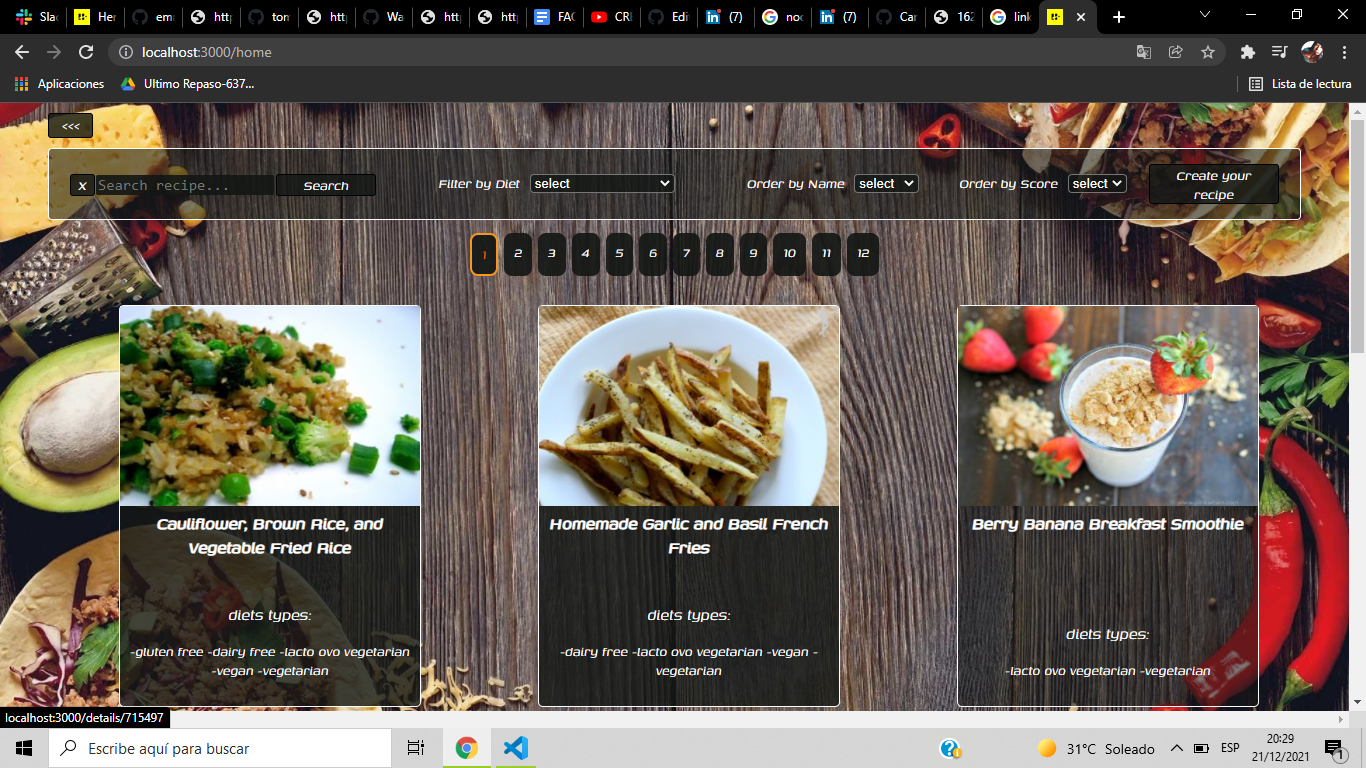 Slac
Her
em
http
tom
http
Wa
http
http
FAC
CRI
Edi
(7)
noc
(7)
Car
162
link
localhost:3000/home
Aplicaciones
Ultimo Repaso-637...
Lista de lectura
<<<
X
Search recipe...
Search
Filter by Diet
select
Order by Name
select
Order by Score
select
Create your
recipe
1 2 3 4 5 6 7 8 9 10 11 12
Cauliflower, Brown Rice, and
Vegetable Fried Rice
diets types:
-gluten free -dairy free -lacto ovo vegetarian
-vegan -vegetarian
Homemade Garlic and Basil French
Fries
diets types:
-dairy free -lacto ovo vegetarian -vegan -
vegetarian
Berry Banana Breakfast Smoothie
diets types:
-lacto ovo vegetarian -vegetarian
localhost:3000/details/715497
Escribe aquí para buscar
31°C Soleado
ESP
20:29
21/12/2021
1